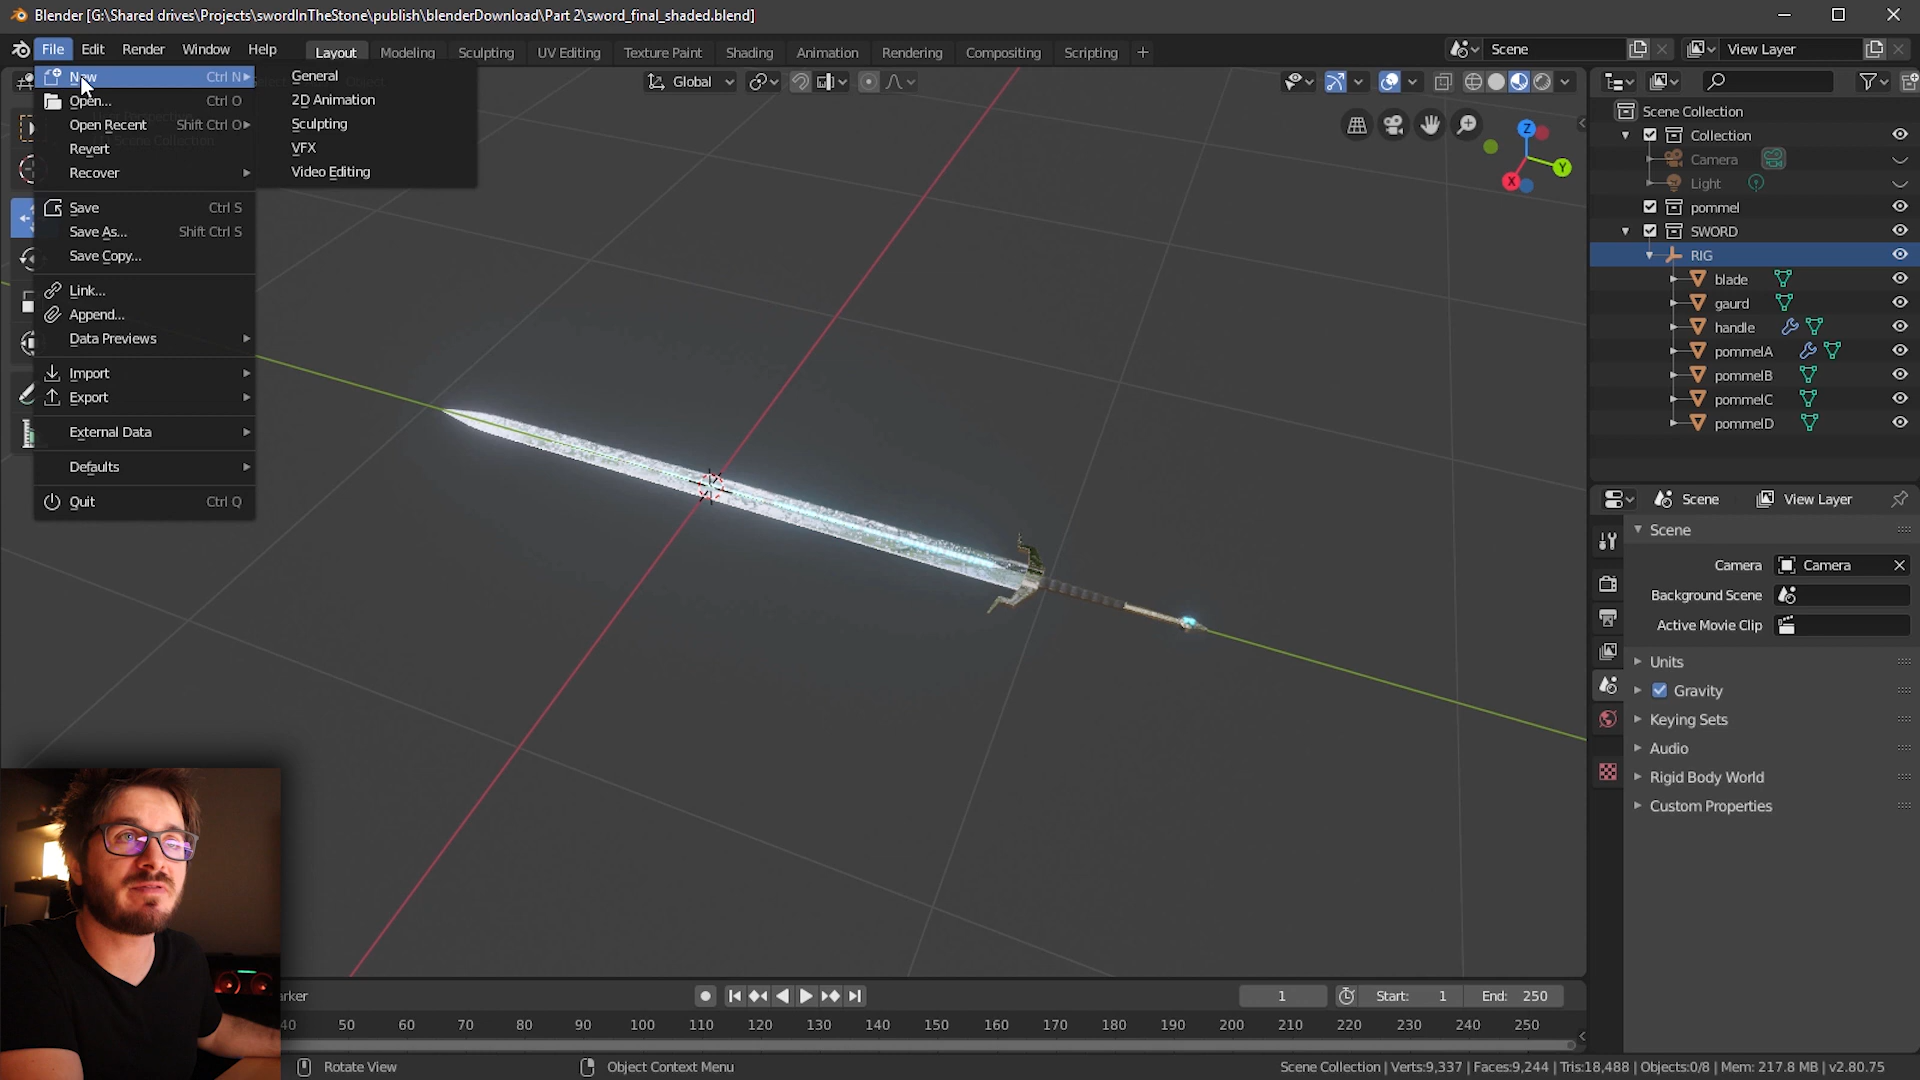 Blender [G:\Shared drives\Projects\swordInTheStone\publish\blenderDownload\Part 2\sword_final_shaded.blend]
File Edit Render Window Help Layout Modeling Sculpting UV Editing Texture Paint Shading Animation Rendering Compositing Scripting + Scene View Layer
New Ctrl N
Open... Ctrl O
Open Recent Shift Ctrl O
Revert
Recover
Save Ctrl S
Save As... Shift Ctrl S
Save Copy...
Link...
Append...
Data Previews
Import
Export
External Data
Defaults
Quit Ctrl Q
General
2D Animation
Sculpting
VFX
Video Editing
Global
Z
Y
X
Scene Collection
Collection
Camera
Light
pommel
SWORD
RIG
blade
gaurd
handle
pommelA
pommelB
pommelC
pommelD
Scene View Layer
Scene
Camera Camera
Background Scene
Active Movie Clip
Units
Gravity
Keying Sets
Audio
Rigid Body World
Custom Properties
arker 1 Start: 1 End: 250
40 50 60 70 80 90 100 110 120 130 140 150 160 170 180 190 200 210 220 230 240 250
Rotate View Object Context Menu Scene Collection | Verts:9,337 | Faces:9,244 | Tris:18,488 | Objects:0/8 | Mem: 217.8 MB | v2.80.75